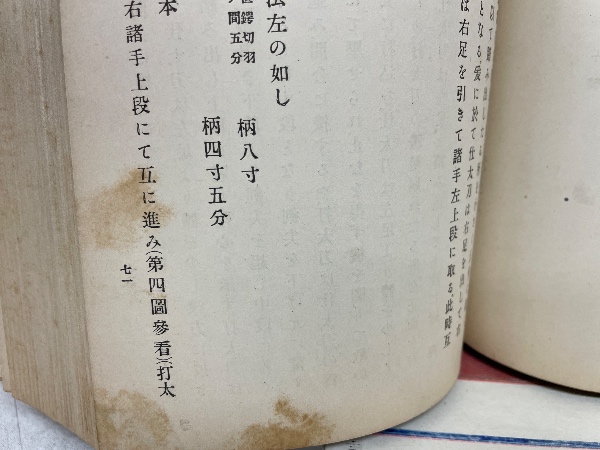 となる、爰に於て仕太刀は右足を
は右足を引きて諸手左上段に取る、此時互
法左の如し
鍔切羽 柄八寸
間五分 柄四寸五分
本
右諸手上段にて互に進み(第四圖參看)(打太
七一